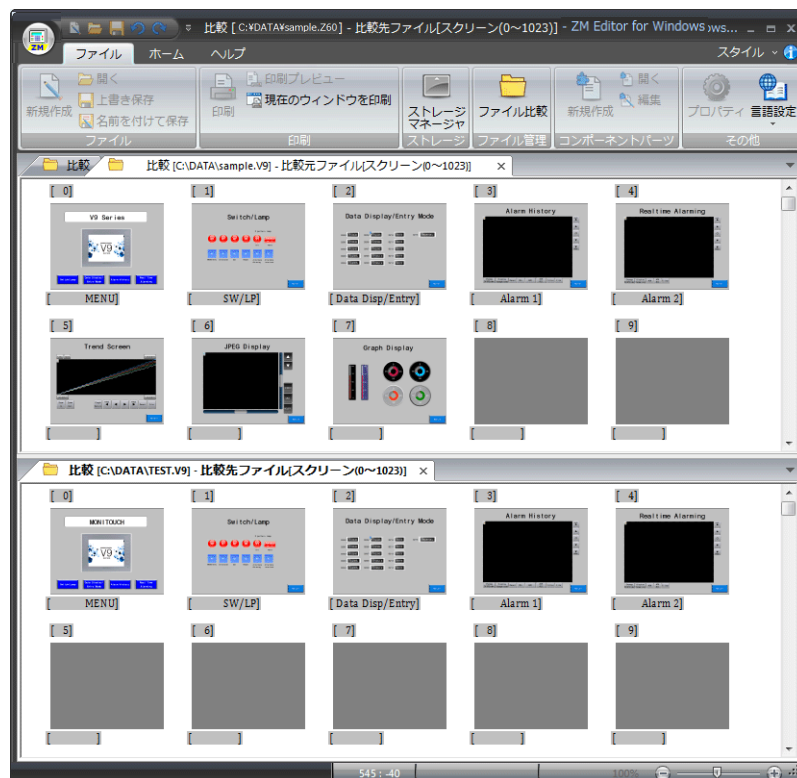 比較 [ C:¥DATA¥sample.Z60] - 比較先ファイル[スクリーン(0～1023)] - ZM Editor for Windows
ZM
ファイル ホーム ヘルプ スタイル
新規作成 開く 上書き保存 名前を付けて保存
印刷 印刷プレビュー 現在のウィンドウを印刷
ストレージマネージャ ファイル比較
新規作成 開く 編集
プロパティ 言語設定
ファイル 印刷 ストレージ ファイル管理 コンポーネントパーツ その他
比較 比較 [C:\DATA\sample.V9] - 比較元ファイル[スクリーン(0～1023)] ×
[ 0] [ 1] [ 2] [ 3] [ 4]
V9 Series Switch/Lamp Data Display/Entry Mode Alarm History Realtime Alarming
V9
[ MENU] [ SW/LP] [Data Disp/Entry] [ Alarm 1] [ Alarm 2]
[ 5] [ 6] [ 7] [ 8] [ 9]
Trend Screen JPEG Display Graph Display
[ ] [ ] [ ] [ ] [ ]
比較 [C:\DATA\TEST.V9] - 比較先ファイル[スクリーン(0～1023)] ×
[ 0] [ 1] [ 2] [ 3] [ 4]
MONITOUCH Switch/Lamp Data Display/Entry Mode Alarm History Realtime Alarming
V9
[ MENU] [ SW/LP] [Data Disp/Entry] [ Alarm 1] [ Alarm 2]
[ 5] [ 6] [ 7] [ 8] [ 9]
[ ] [ ] [ ] [ ] [ ]
545 : -40 100%